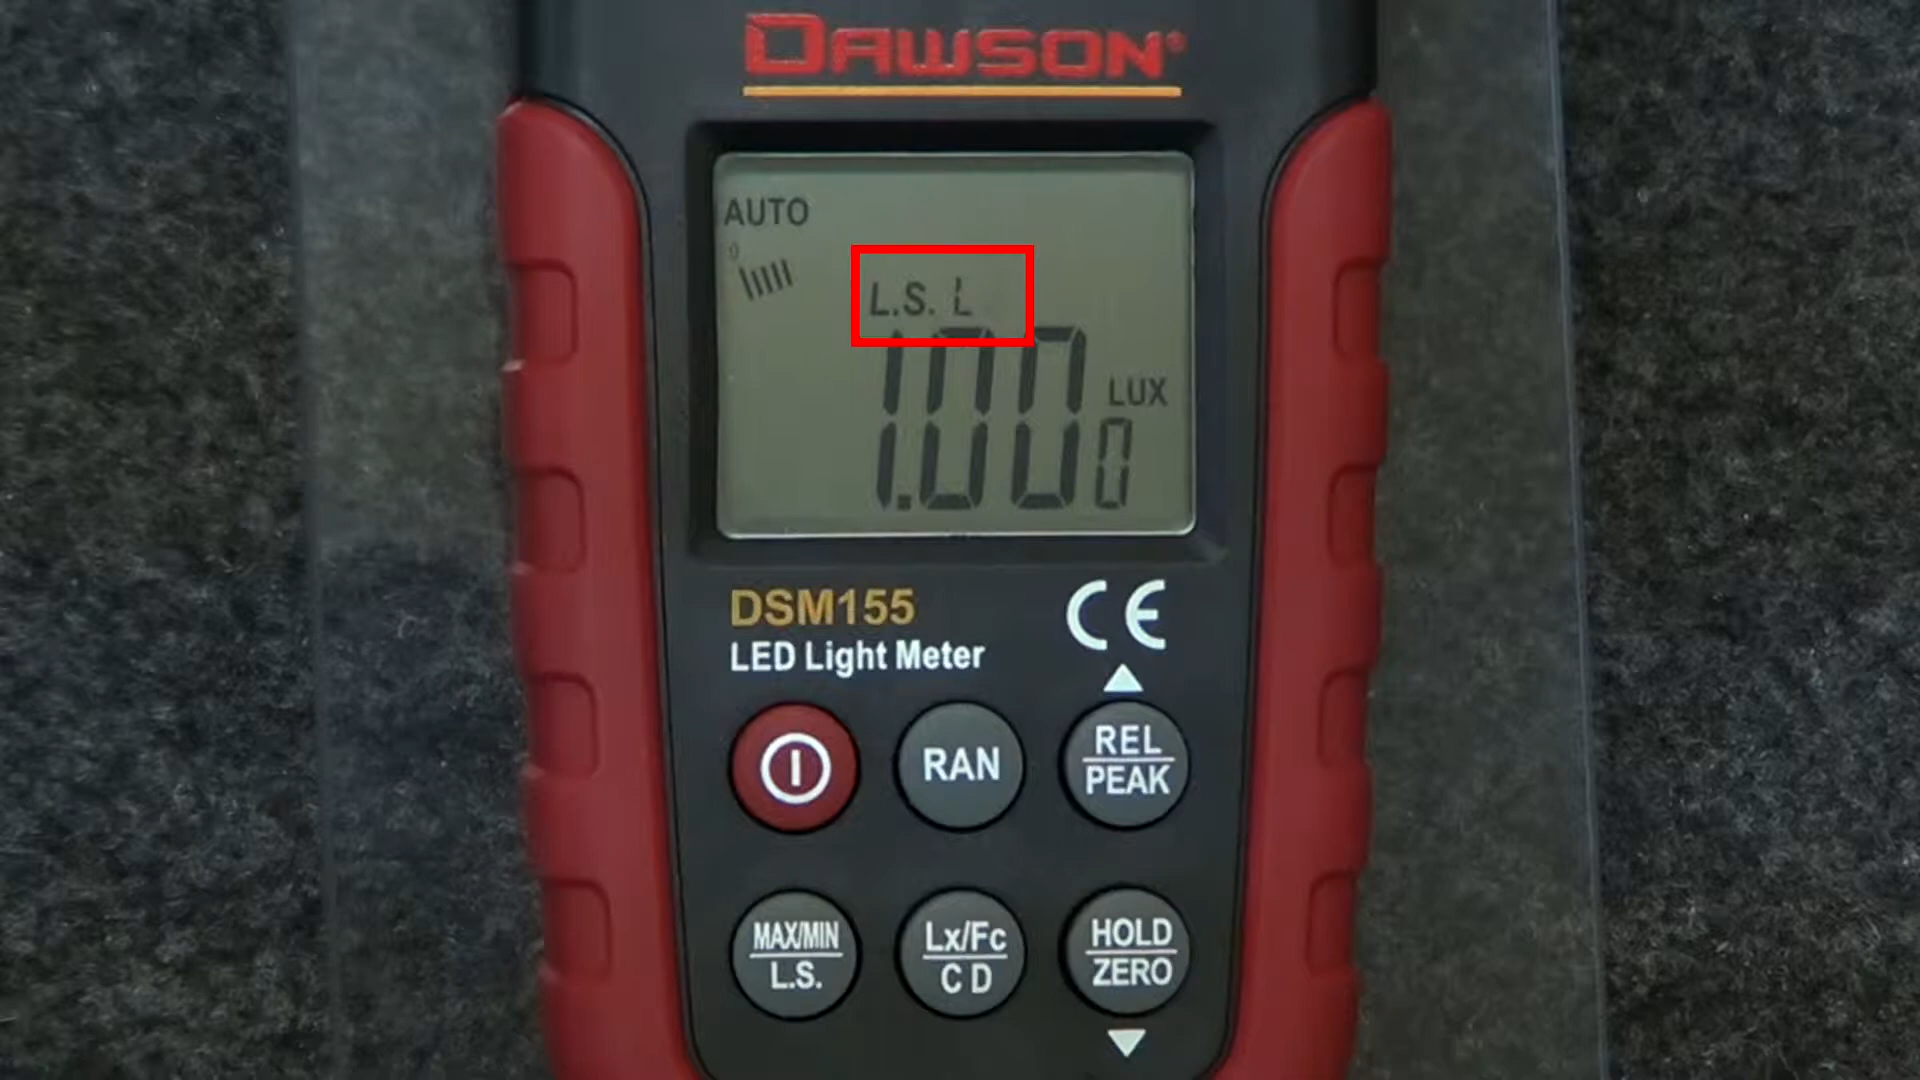 DAWSON®
AUTO
0
L.S. L
1.000
LUX
DSM155
CE
LED Light Meter
RAN
REL
PEAK
MAX/MIN
L.S.
Lx/Fc
C D
HOLD
ZERO